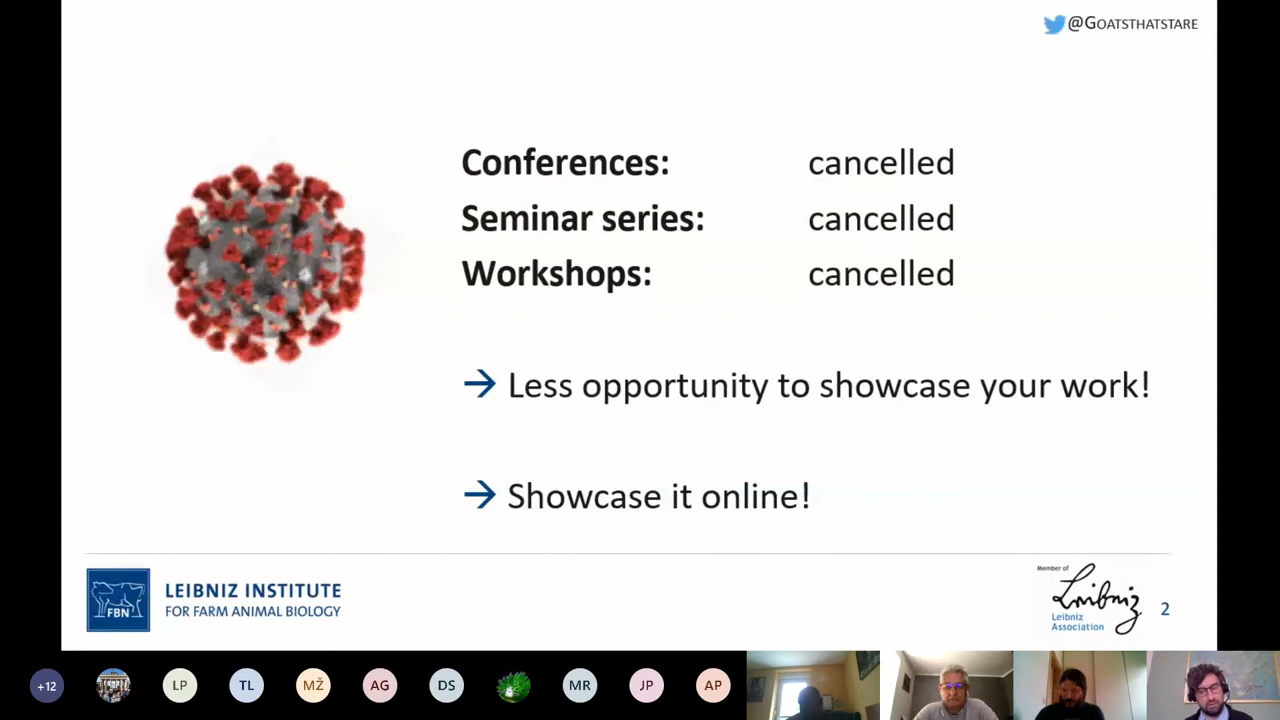 @GOATSTHATSTARE
Conferences: cancelled
Seminar series: cancelled
Workshops: cancelled
→ Less opportunity to showcase your work!
→ Showcase it online!
FBN
LEIBNIZ INSTITUTE
FOR FARM ANIMAL BIOLOGY
Member of
Leibniz
Leibniz
Association
2
+12
LP
TL
MŽ
AG
DS
MR
JP
AP